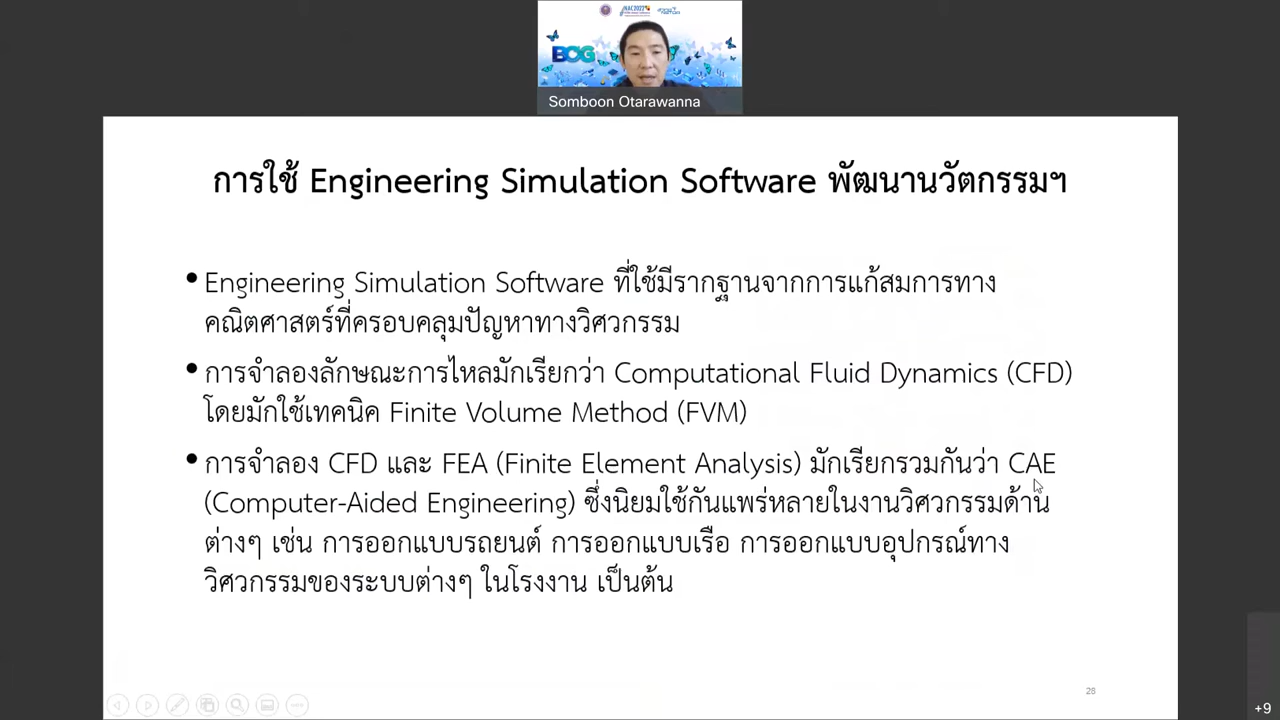 NAC2022
BCG
Somboon Otarawanna
การใช้ Engineering Simulation Software พัฒนานวัตกรรมฯ
• Engineering Simulation Software ที่ใช้มีรากฐานจากการแก้สมการทาง
คณิตศาสตร์ที่ครอบคลุมปัญหาทางวิศวกรรม
• การจำลองลักษณะการไหลมักเรียกว่า Computational Fluid Dynamics (CFD)
โดยมักใช้เทคนิค Finite Volume Method (FVM)
• การจำลอง CFD และ FEA (Finite Element Analysis) มักเรียกรวมกันว่า CAE
(Computer-Aided Engineering) ซึ่งนิยมใช้กันแพร่หลายในงานวิศวกรรมด้าน
ต่างๆ เช่น การออกแบบรถยนต์ การออกแบบเรือ การออกแบบอุปกรณ์ทาง
วิศวกรรมของระบบต่างๆ ในโรงงาน เป็นต้น
28
+9